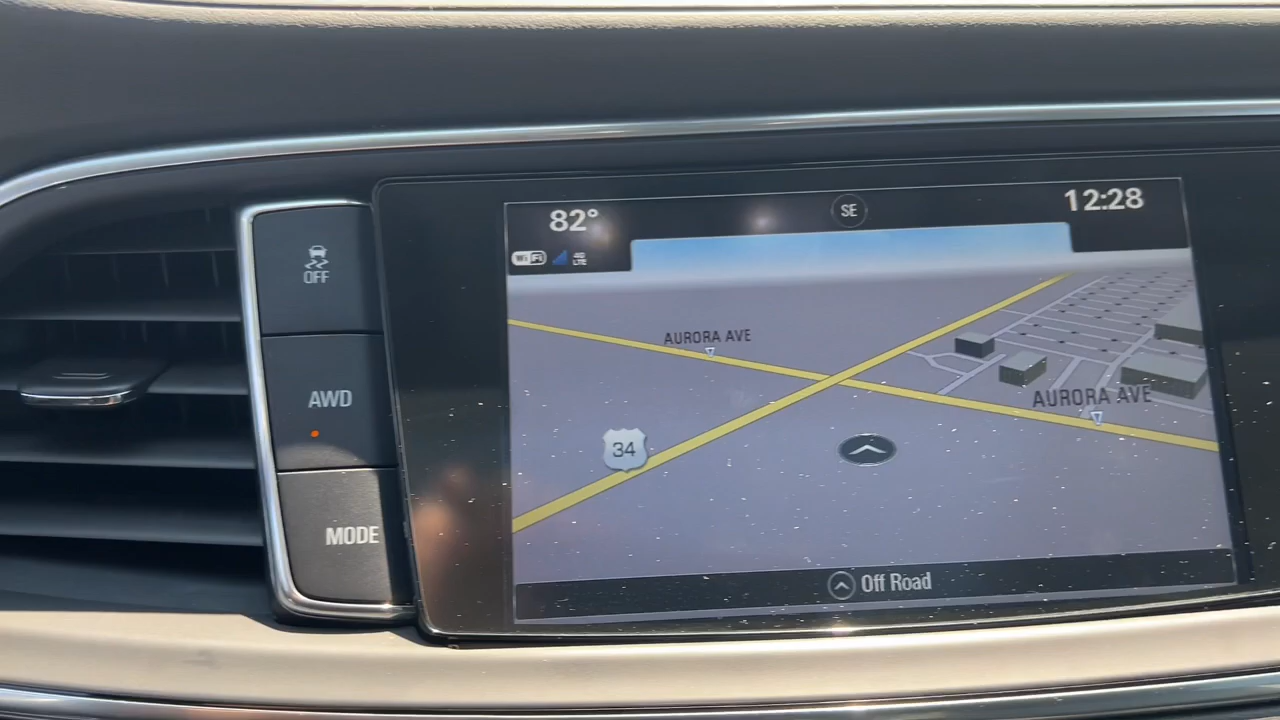 82°
SE
12:28
WiFi
4G
LTE
OFF
AURORA AVE
AWD
AURORA AVE
34
MODE
Off Road